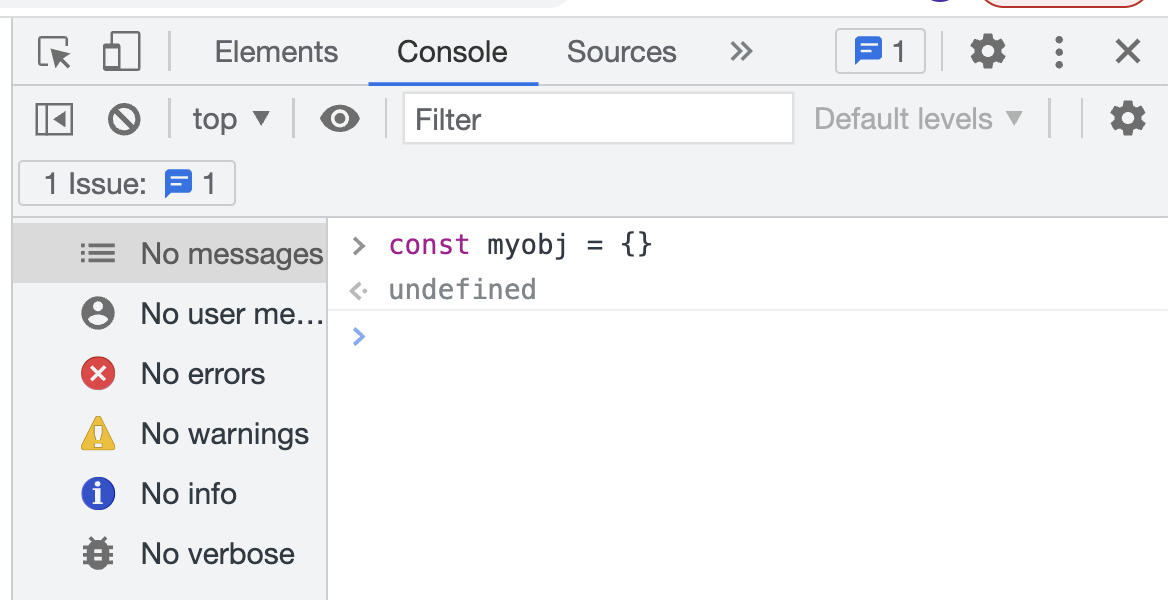 Elements Console Sources 1
top Filter Default levels
1 Issue: 1
No messages
No user me…
No errors
No warnings
No info
No verbose
const myobj = {}
undefined